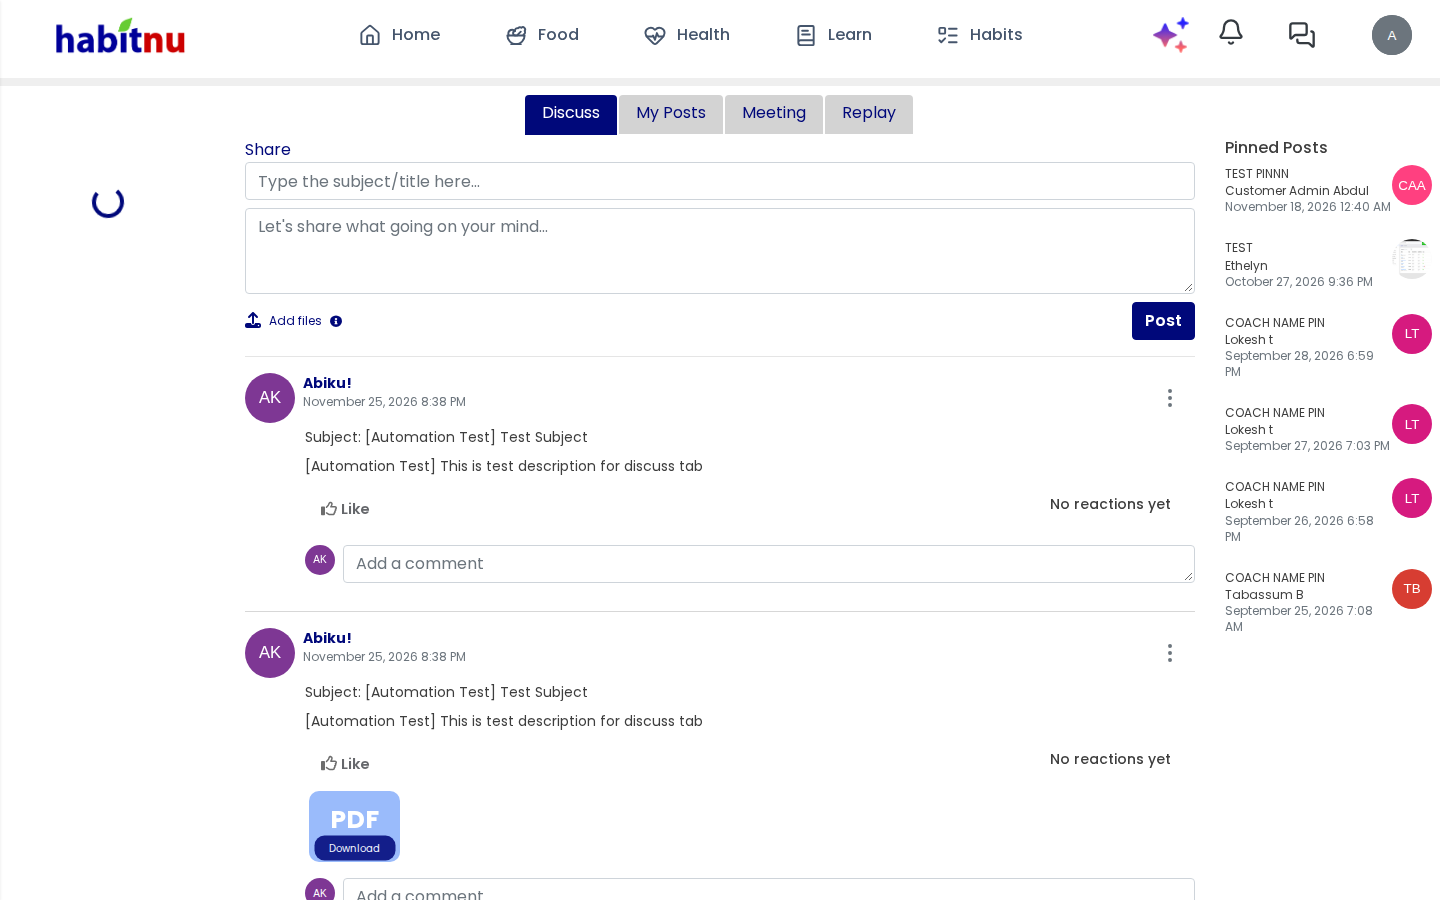 habitnu
Home
Food
Health
Learn
Habits
A
Discuss
My Posts
Meeting
Replay
Share
Type the subject/title here...
Let's share what going on your mind...
Add files
Post
AK
Abiku!
November 25, 2026 8:38 PM
Subject: [Automation Test] Test Subject
[Automation Test] This is test description for discuss tab
Like
No reactions yet
AK
Add a comment
AK
Abiku!
November 25, 2026 8:38 PM
Subject: [Automation Test] Test Subject
[Automation Test] This is test description for discuss tab
Like
No reactions yet
PDF
Download
AK
Add a comment
Pinned Posts
TEST PINNN
Customer Admin Abdul
November 18, 2026 12:40 AM
CAA
TEST
Ethelyn
October 27, 2026 9:36 PM
COACH NAME PIN
Lokesh t
September 28, 2026 6:59
PM
LT
COACH NAME PIN
Lokesh t
September 27, 2026 7:03 PM
LT
COACH NAME PIN
Lokesh t
September 26, 2026 6:58
PM
LT
COACH NAME PIN
Tabassum B
September 25, 2026 7:08
AM
TB